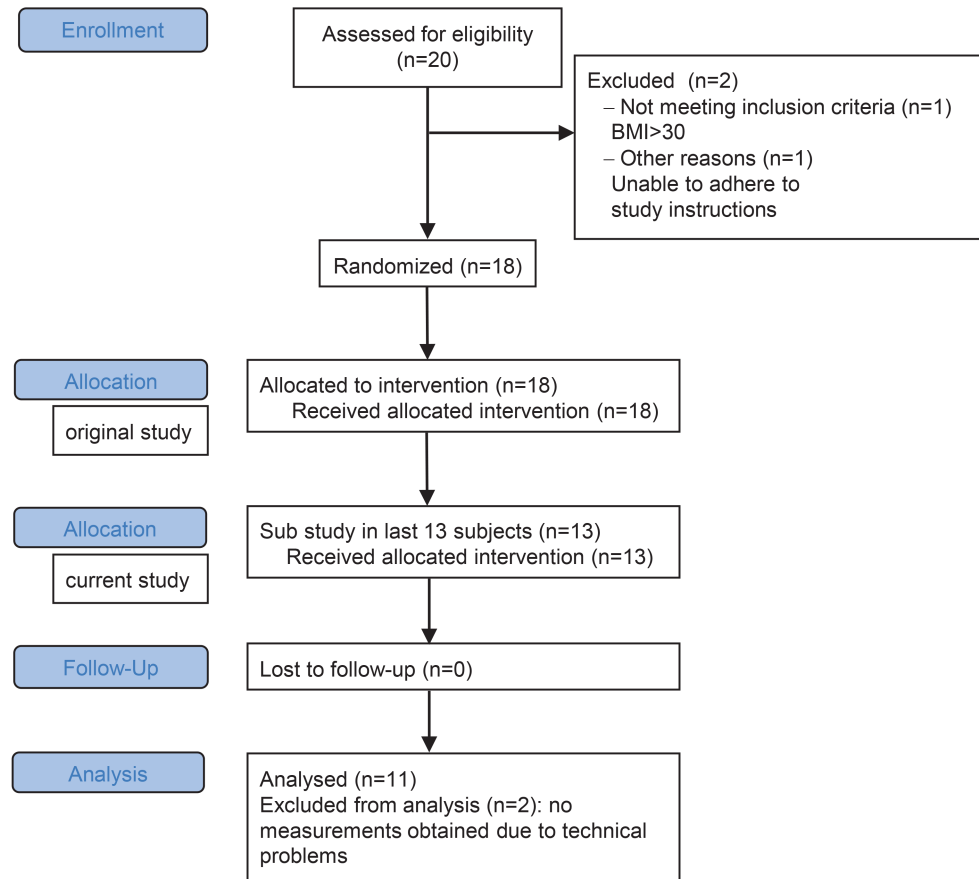 Enrollment
Assessed for eligibility
(n=20)
Excluded (n=2)
– Not meeting inclusion criteria (n=1)
BMI>30
– Other reasons (n=1)
Unable to adhere to
study instructions
Randomized (n=18)
Allocation
original study
Allocated to intervention (n=18)
Received allocated intervention (n=18)
Allocation
current study
Sub study in last 13 subjects (n=13)
Received allocated intervention (n=13)
Follow-Up
Lost to follow-up (n=0)
Analysis
Analysed (n=11)
Excluded from analysis (n=2): no
measurements obtained due to technical
problems